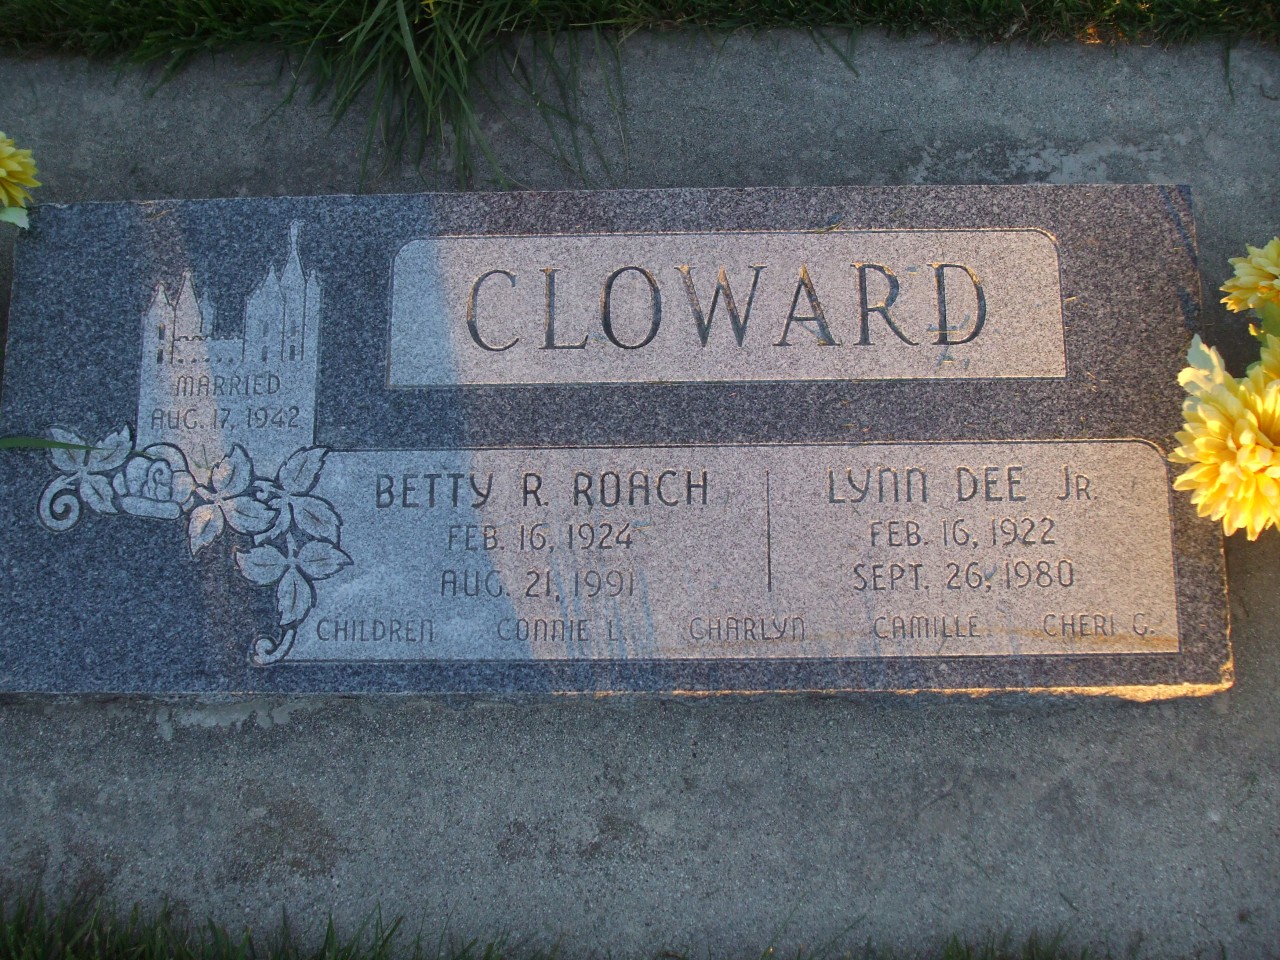 CLOWARD
MARRIED
AUG. 17, 1942
BETTY R. ROACH
FEB. 16, 1924
AUG. 21, 1991
LYNN DEE JR.
FEB. 16, 1922
SEPT. 26, 1980
CHILDREN CONNIE L. CHARLYN CAMILLE CHERI G.